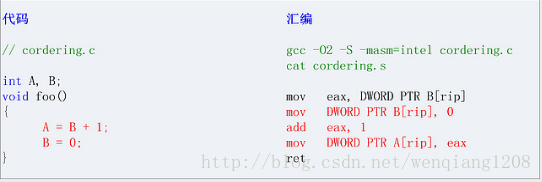 代码
// cordering.c
int A, B;
void foo()
{
A = B + 1;
B = 0;
}
汇编
gcc -O2 -S -masm=intel cordering.c
cat cordering.s
mov eax, DWORD PTR B[rip]
mov DWORD PTR B[rip], 0
add eax, 1
mov DWORD PTR A[rip], eax
ret
http://blog.csdn.net/wenqiang1208